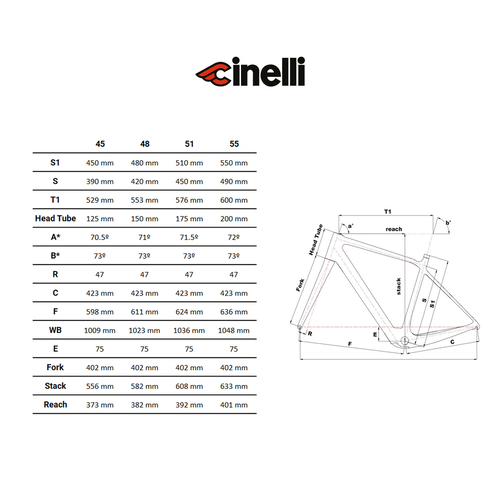 cinelli
45 48 51 55
S1 450 mm 480 mm 510 mm 550 mm
S 390 mm 420 mm 450 mm 490 mm
T1 529 mm 553 mm 576 mm 600 mm
Head Tube 125 mm 150 mm 175 mm 200 mm
A* 70.5º 71º 71.5º 72º
B* 73º 73º 73º 73º
R 47 47 47 47
C 423 mm 423 mm 423 mm 423 mm
F 598 mm 611 mm 624 mm 636 mm
WB 1009 mm 1023 mm 1036 mm 1048 mm
E 75 75 75 75
Fork 402 mm 402 mm 402 mm 402 mm
Stack 556 mm 582 mm 608 mm 633 mm
Reach 373 mm 382 mm 392 mm 401 mm
T1
a'
b'
reach
Head Tube
Fork
stack
S
S1
R
E
F
C